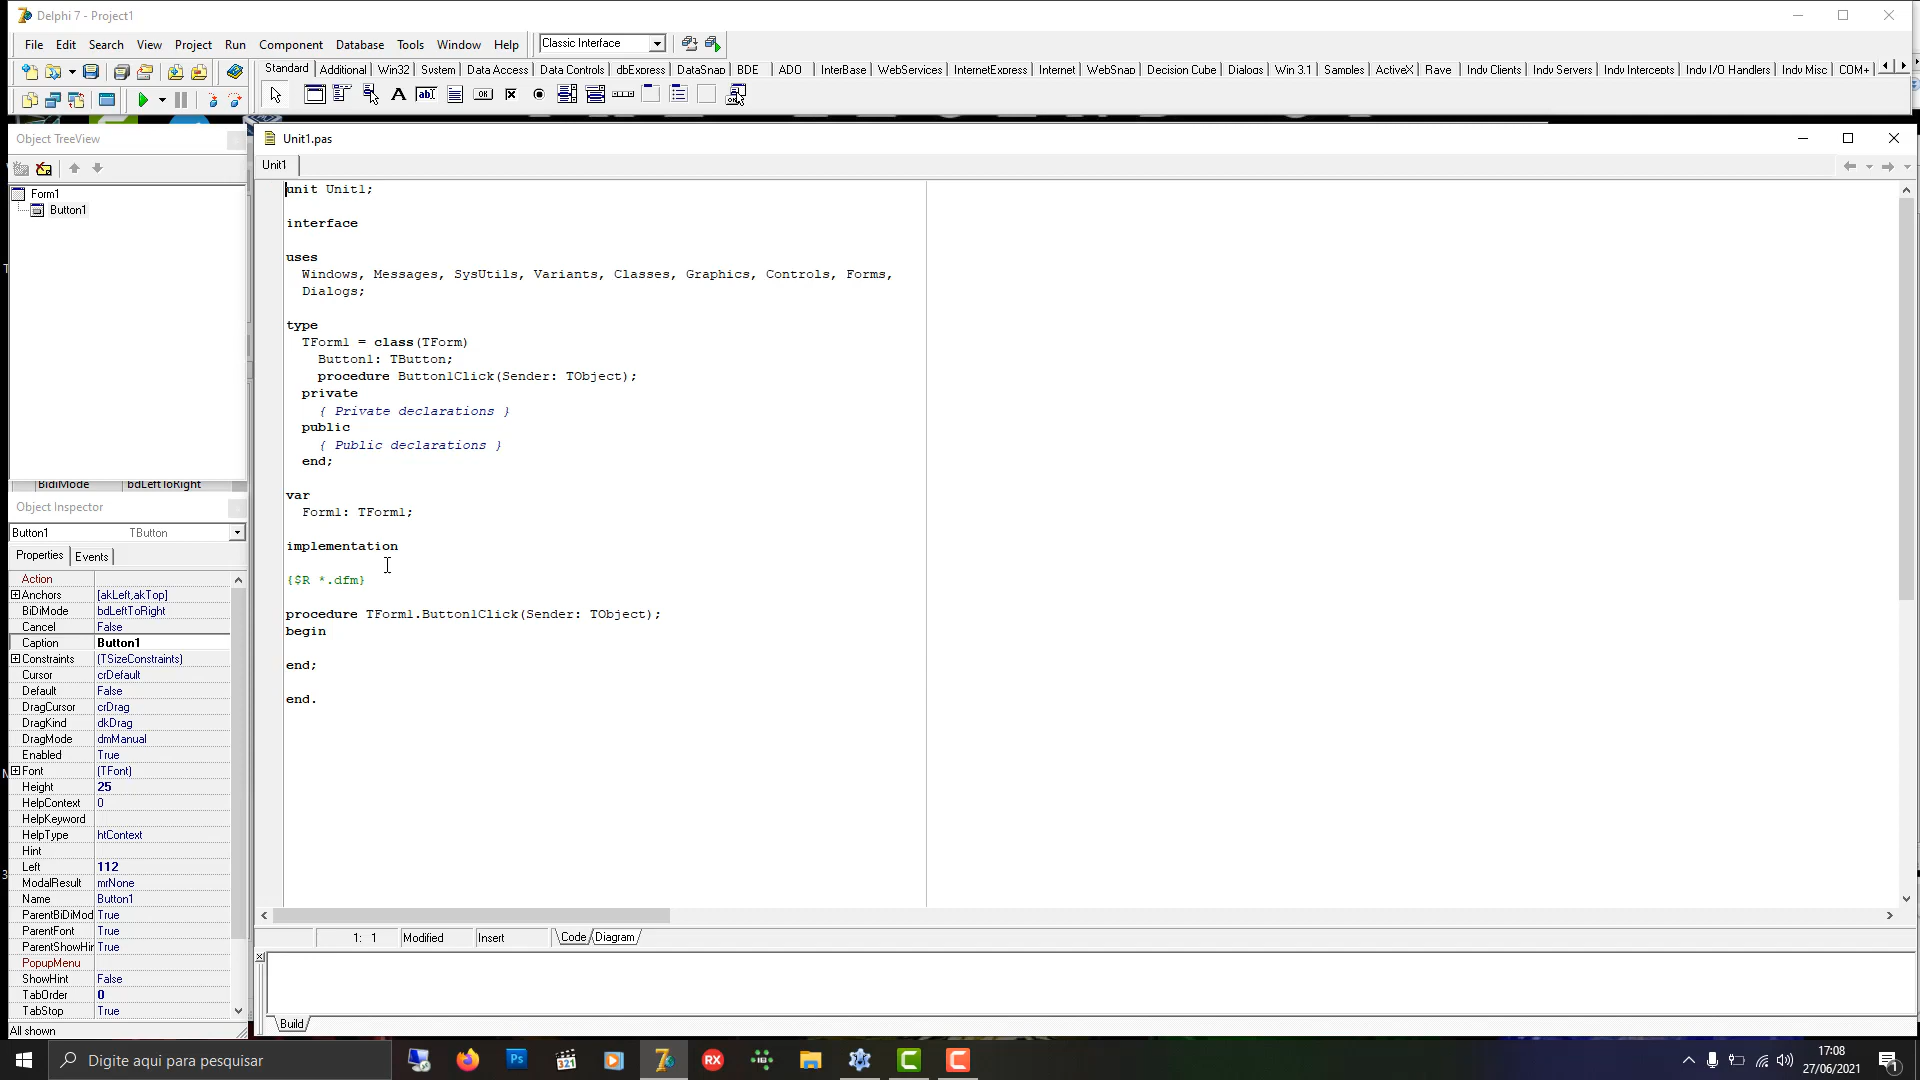 Delphi 7 - Project1
File Edit Search View Project Run Component Database Tools Window Help Classic Interface
Standard Additional Win32 System Data Access Data Controls dbExpress DataSnap BDE ADO InterBase WebServices InternetExpress Internet WebSnap Decision Cube Dialogs Win 3.1 Samples ActiveX Rave Indy Clients Indy Servers Indy Intercepts Indy I/O Handlers Indy Misc COM+
Object TreeView
Form1
Button1
BidiMode bdLeftToRight
Object Inspector
Button1 TButton
Properties Events
Action
Anchors [akLeft,akTop]
BiDiMode bdLeftToRight
Cancel False
Caption Button1
Constraints (TSizeConstraints)
Cursor crDefault
Default False
DragCursor crDrag
DragKind dkDrag
DragMode dmManual
Enabled True
Font (TFont)
Height 25
HelpContext 0
HelpKeyword
HelpType htContext
Hint
Left 112
ModalResult mrNone
Name Button1
ParentBiDiMod True
ParentFont True
ParentShowHir True
PopupMenu
ShowHint False
TabOrder 0
TabStop True
All shown
Unit1.pas
Unit1
unit Unit1;
interface
uses
Windows, Messages, SysUtils, Variants, Classes, Graphics, Controls, Forms,
Dialogs;
type
TForm1 = class(TForm)
Button1: TButton;
procedure Button1Click(Sender: TObject);
private
{ Private declarations }
public
{ Public declarations }
end;
var
Form1: TForm1;
implementation
{$R *.dfm}
procedure TForm1.Button1Click(Sender: TObject);
begin
end;
end.
1: 1 Modified Insert Code Diagram
Build
Digite aqui para pesquisar
Ps 321 7 RX
17:08
27/06/2021
1